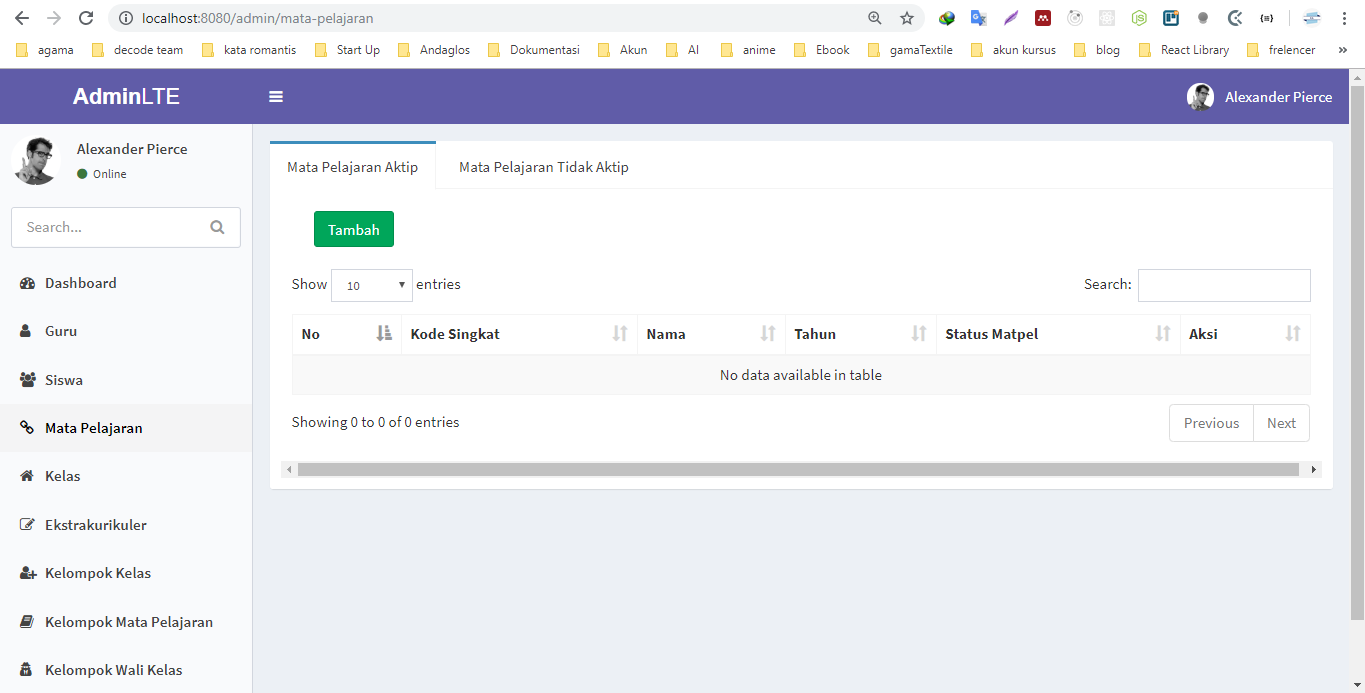 localhost:8080/admin/mata-pelajaran
agama decode team kata romantis Start Up Andaglos Dokumentasi Akun AI anime Ebook gamaTextile akun kursus blog React Library frelencer »
AdminLTE
Alexander Pierce
Alexander Pierce
Online
Search...
Dashboard
Guru
Siswa
Mata Pelajaran
Kelas
Ekstrakurikuler
Kelompok Kelas
Kelompok Mata Pelajaran
Kelompok Wali Kelas
Mata Pelajaran Aktip Mata Pelajaran Tidak Aktip
Tambah
Show 10 entries Search:
No Kode Singkat Nama Tahun Status Matpel Aksi
No data available in table
Showing 0 to 0 of 0 entries Previous Next